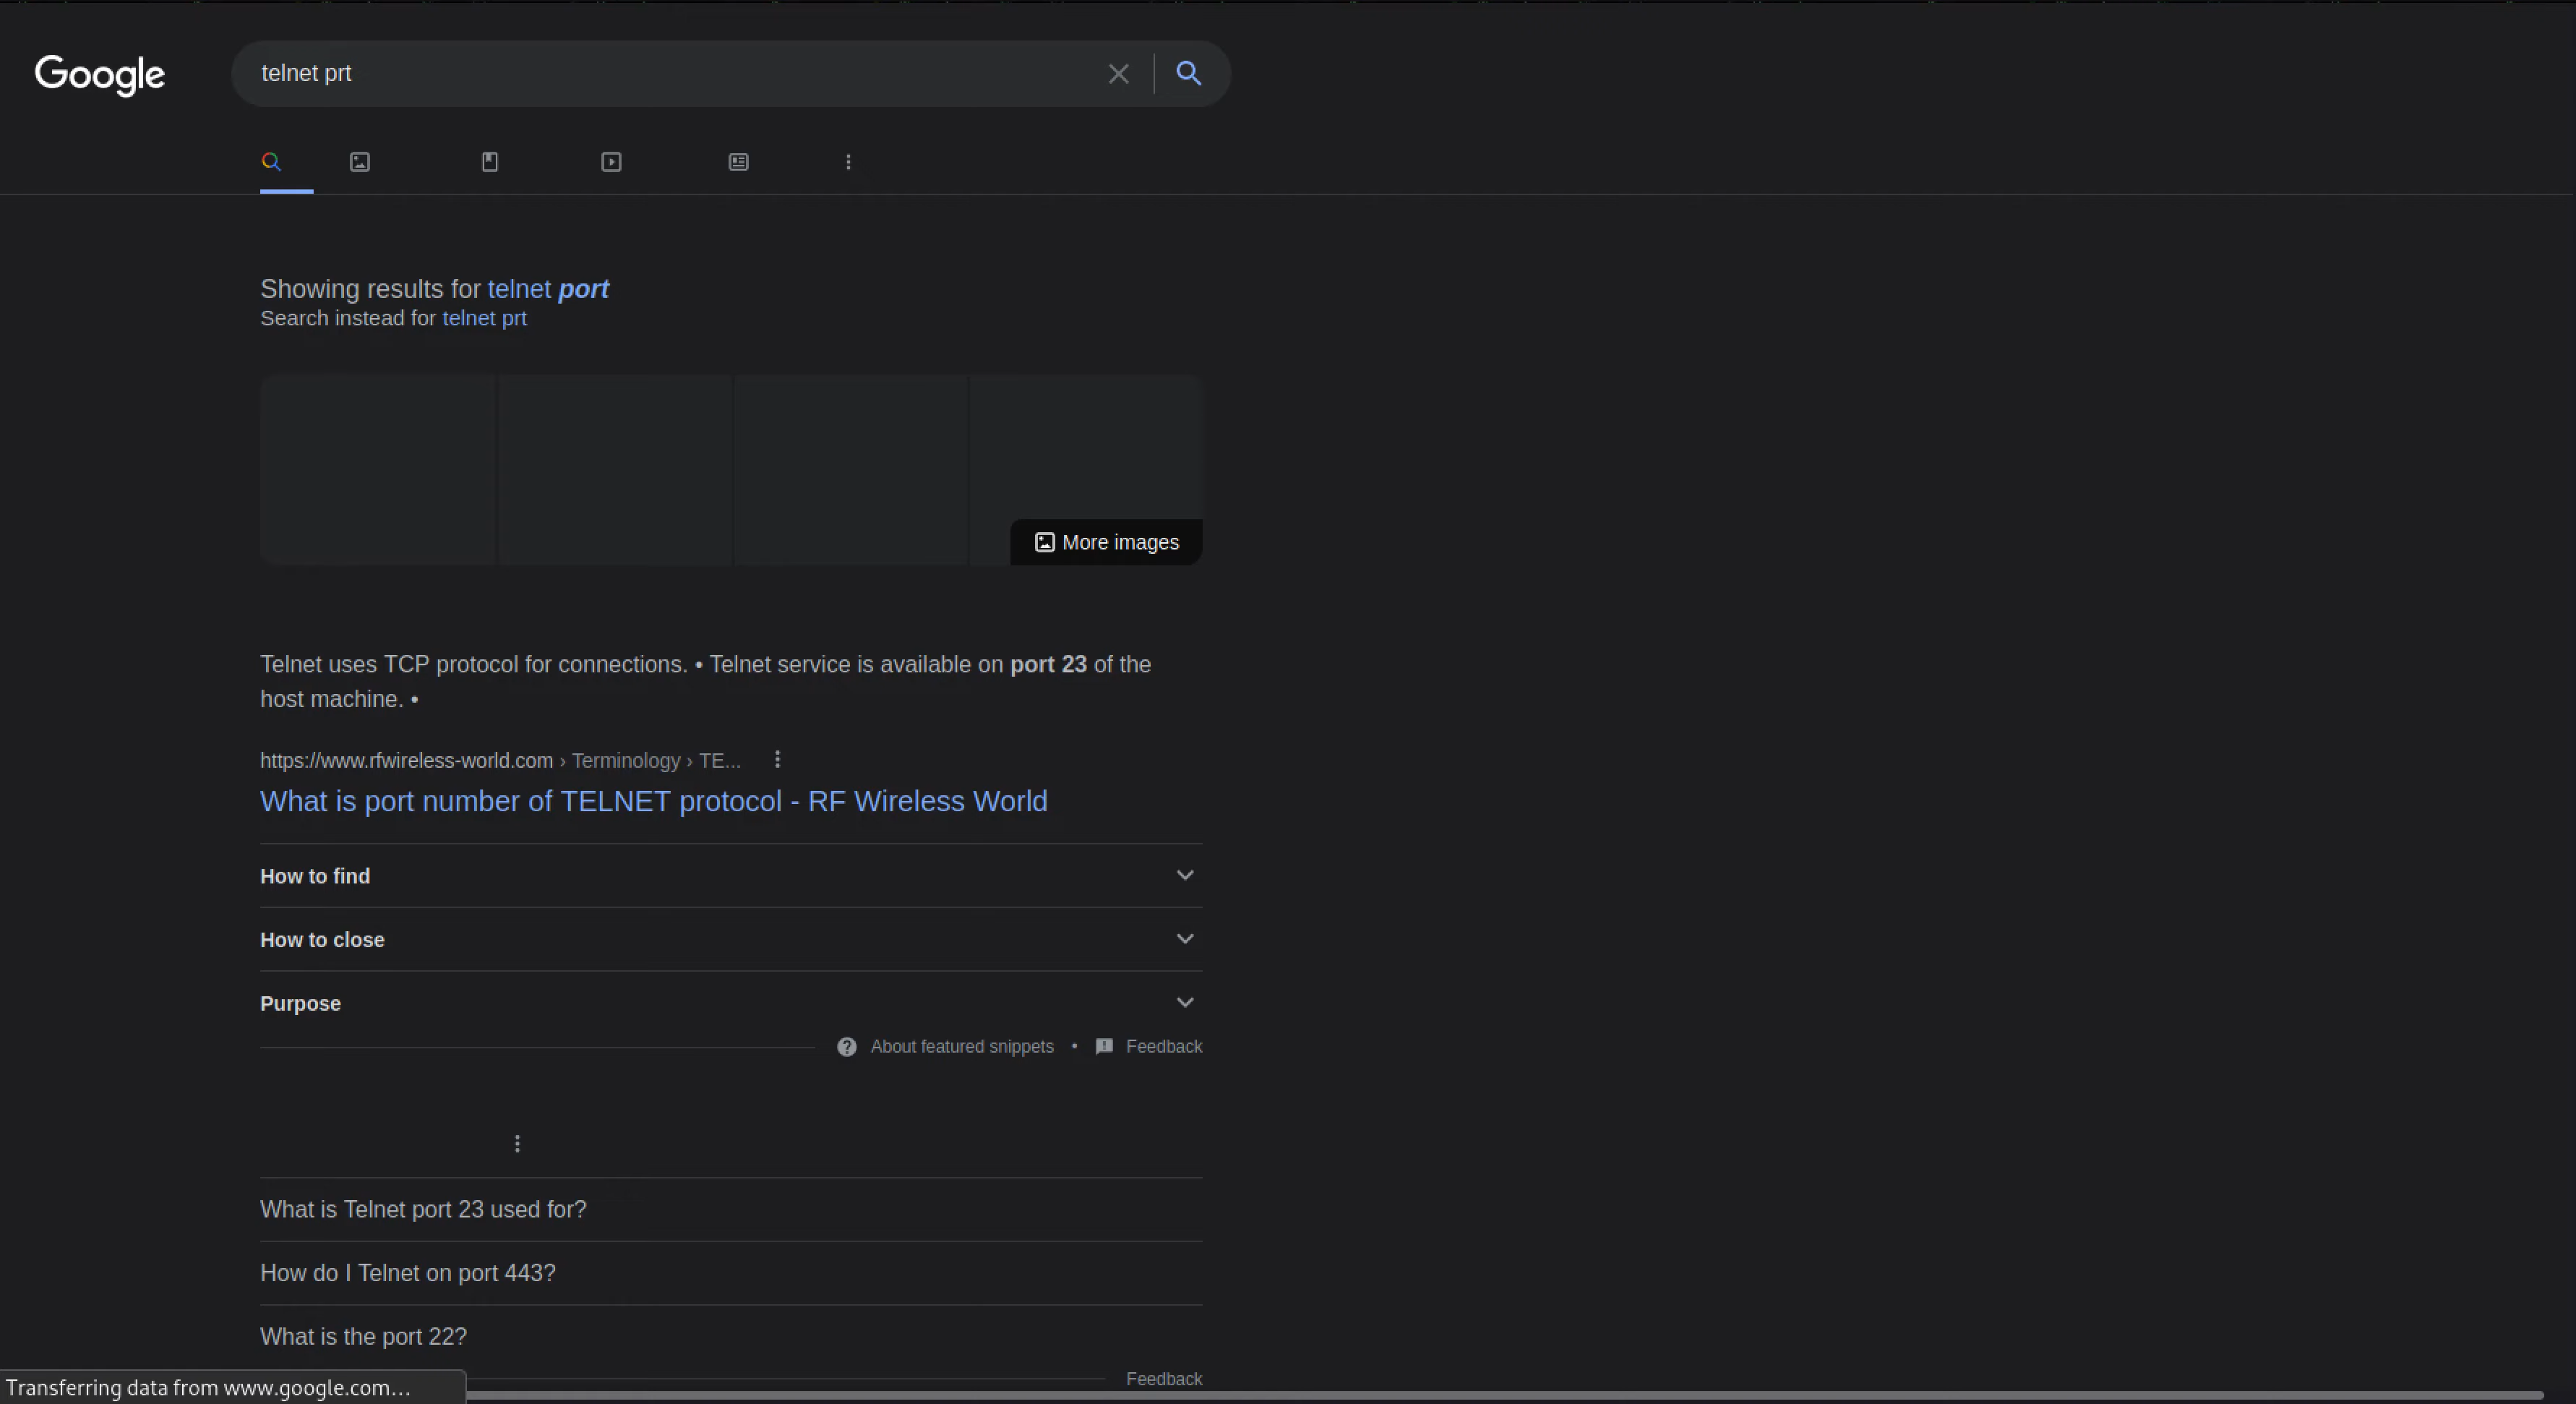 Google
telnet prt
Showing results for telnet port
Search instead for telnet prt
More images
Telnet uses TCP protocol for connections. • Telnet service is available on port 23 of the
host machine. •
https://www.rfwireless-world.com › Terminology › TE...
What is port number of TELNET protocol - RF Wireless World
How to find
How to close
Purpose
About featured snippets • Feedback
What is Telnet port 23 used for?
How do I Telnet on port 443?
What is the port 22?
Feedback
Transferring data from www.google.com...